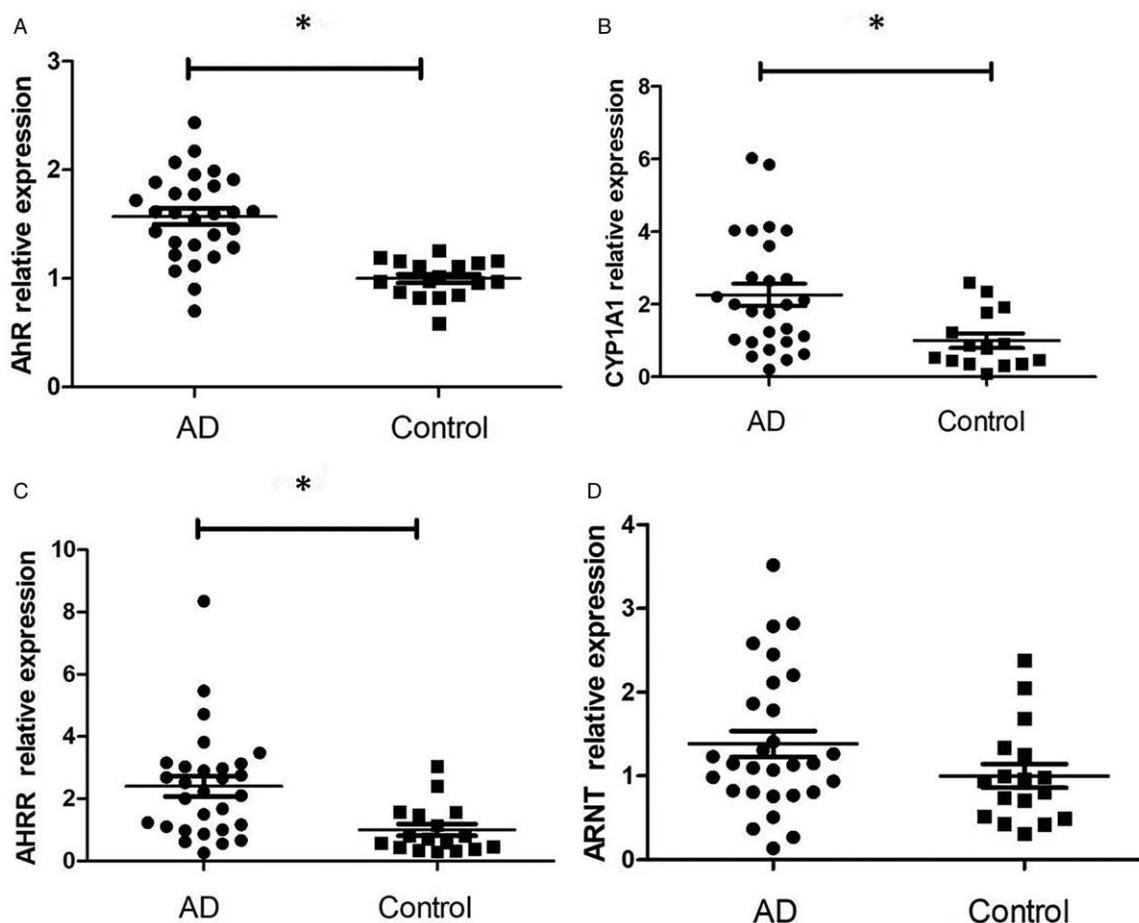 A
*
AhR relative expression
3
2
1
0
AD
Control
B
*
CYP1A1 relative expression
8
6
4
2
0
AD
Control
C
*
AHRR relative expression
10
8
6
4
2
0
AD
Control
D
ARNT relative expression
4
3
2
1
0
AD
Control